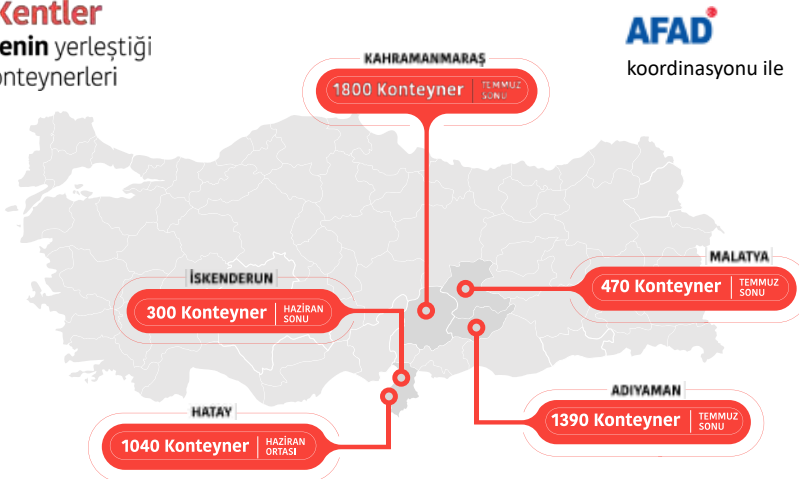 Kentler
enin yerleştiği
onteynerleri
AFAD
koordinasyonu ile
KAHRAMANMARAŞ
1800 Konteyner
TEMMUZ
SONU
MALATYA
470 Konteyner
TEMMUZ
SONU
İSKENDERUN
300 Konteyner
HAZİRAN
SONU
ADIYAMAN
1390 Konteyner
TEMMUZ
SONU
HATAY
1040 Konteyner
HAZİRAN
ORTASI